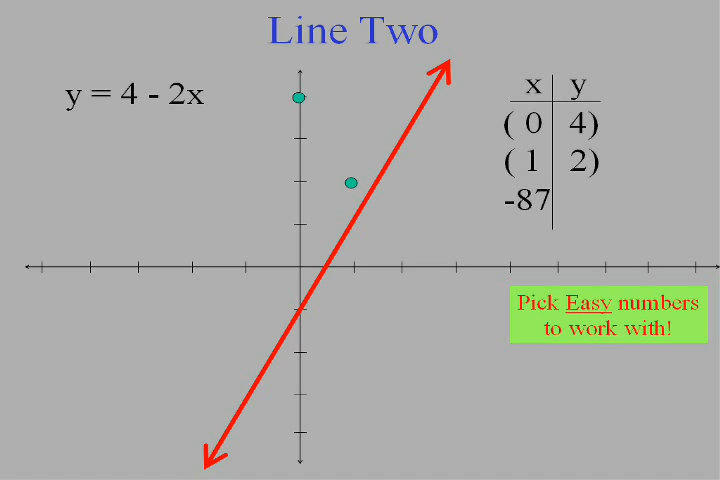 Line Two
y = 4 - 2x
x y
( 0 4)
( 1 2)
-87
Pick Easy numbers
to work with!